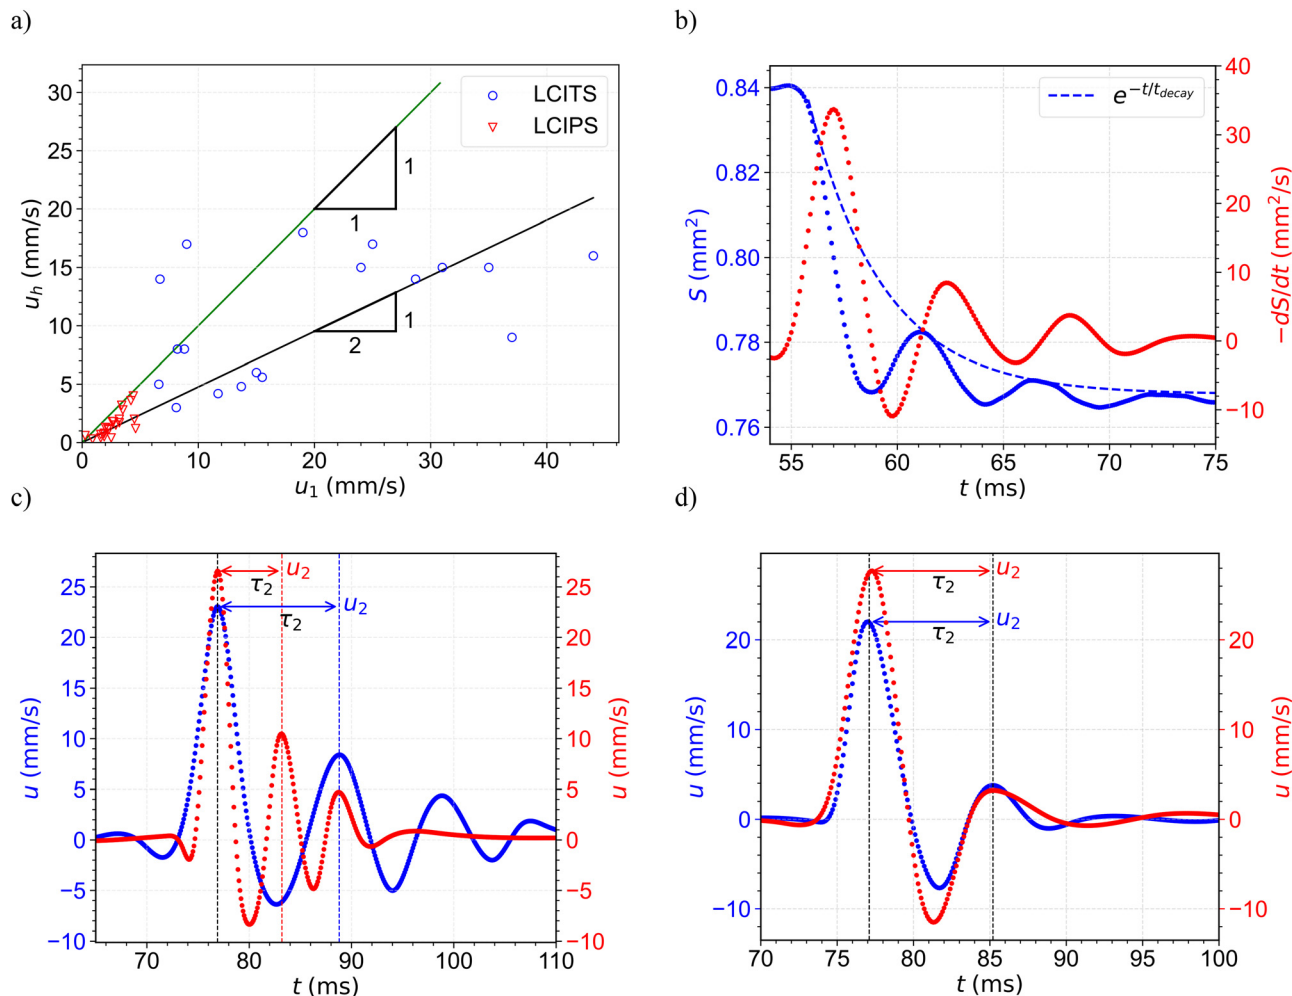 a)
30
25
20
15
10
5
0
u_h (mm/s)
0
10
20
30
40
u_1 (mm/s)
LCITS
LCIPS
1
1
1
2
b)
0.84
0.82
0.80
0.78
0.76
S (mm²)
55
60
65
70
75
t (ms)
40
30
20
10
0
−10
−dS/dt (mm²/s)
e^{−t/t_{decay}}
c)
25
20
15
10
5
0
−5
−10
u (mm/s)
70
80
90
100
110
t (ms)
25
20
15
10
5
0
−5
−10
u (mm/s)
u_2
τ_2
u_2
τ_2
d)
20
10
0
−10
u (mm/s)
70
75
80
85
90
95
100
t (ms)
20
10
0
−10
u (mm/s)
u_2
τ_2
u_2
τ_2